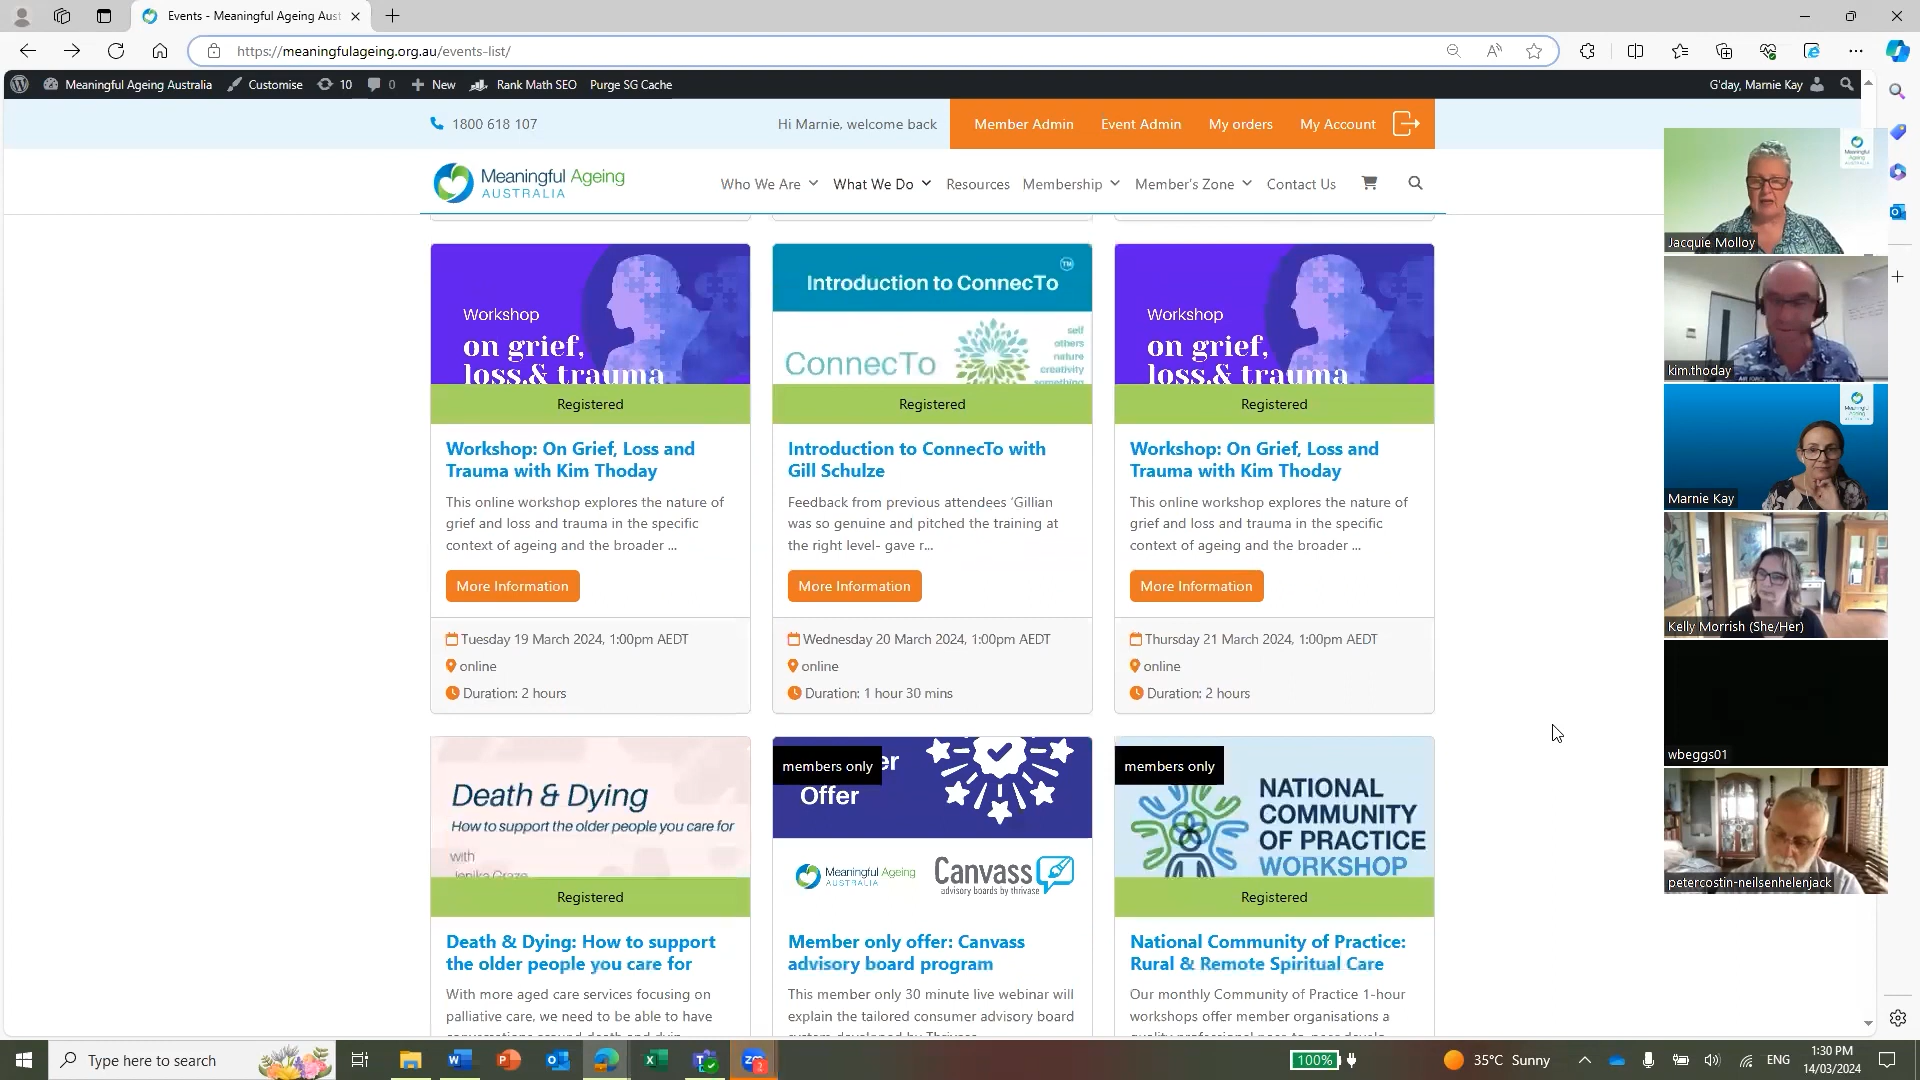 Events - Meaningful Ageing Aust
https://meaningfulageing.org.au/events-list/
Meaningful Ageing Australia Customise 10 0 New Rank Math SEO Purge SG Cache G'day, Marnie Kay
1800 618 107 Hi Marnie, welcome back Member Admin Event Admin My orders My Account
Meaningful Ageing
AUSTRALIA
Who We Are What We Do Resources Membership Member's Zone Contact Us
Workshop
on grief,
loss,& trauma
Registered
Workshop: On Grief, Loss and
Trauma with Kim Thoday
This online workshop explores the nature of
grief and loss and trauma in the specific
context of ageing and the broader ...
More Information
Tuesday 19 March 2024, 1:00pm AEDT
online
Duration: 2 hours
Introduction to ConnecTo
TM
ConnecTo
self
others
nature
creativity
something
Registered
Introduction to ConnecTo with
Gill Schulze
Feedback from previous attendees ‘Gillian
was so genuine and pitched the training at
the right level- gave r...
More Information
Wednesday 20 March 2024, 1:00pm AEDT
online
Duration: 1 hour 30 mins
Workshop
on grief,
loss,& trauma
Registered
Workshop: On Grief, Loss and
Trauma with Kim Thoday
This online workshop explores the nature of
grief and loss and trauma in the specific
context of ageing and the broader ...
More Information
Thursday 21 March 2024, 1:00pm AEDT
online
Duration: 2 hours
Death & Dying
How to support the older people you care for
with
Registered
Death & Dying: How to support
the older people you care for
With more aged care services focusing on
palliative care, we need to be able to have
members only
Offer
Meaningful Ageing
AUSTRALIA
Canvass
advisory boards by thrivase
Member only offer: Canvass
advisory board program
This member only 30 minute live webinar will
explain the tailored consumer advisory board
members only
NATIONAL
COMMUNITY
OF PRACTICE
WORKSHOP
Registered
National Community of Practice:
Rural & Remote Spiritual Care
Our monthly Community of Practice 1-hour
workshops offer member organisations a
Jacquie Molloy
kim.thoday
Marnie Kay
Kelly Morrish (She/Her)
wbeggs01
petercostin-neilsenhelenjack
Type here to search
100%
35°C Sunny
ENG
1:30 PM
14/03/2024